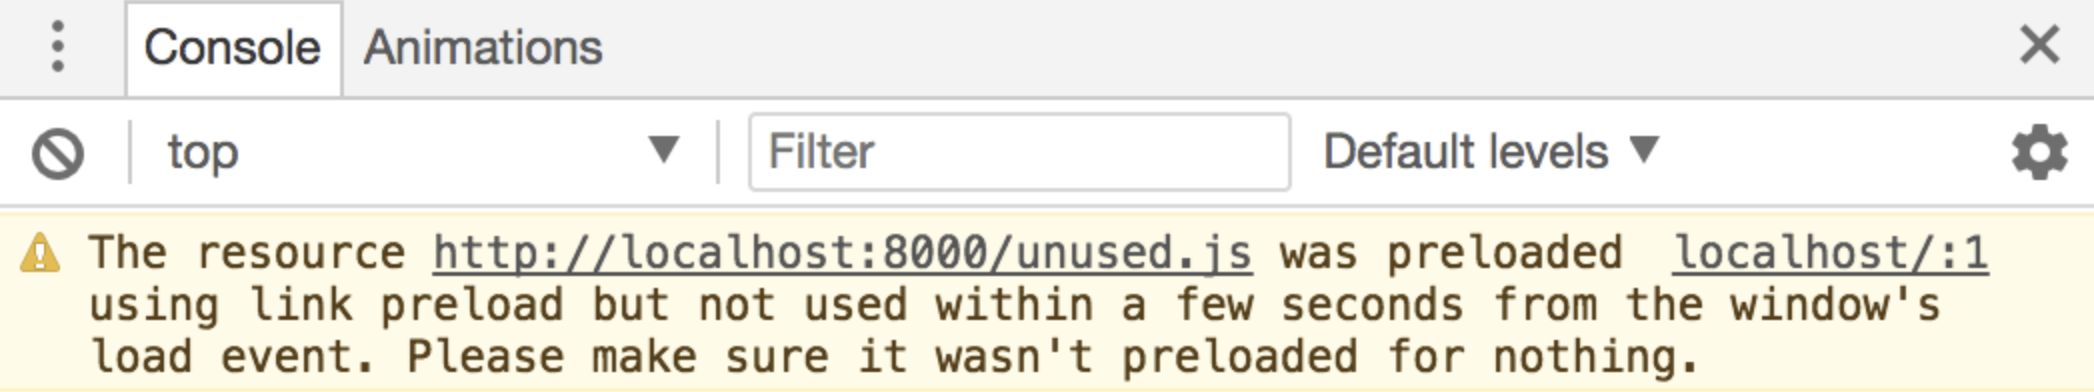 Console Animations
top Filter Default levels
The resource http://localhost:8000/unused.js was preloaded localhost/:1
using link preload but not used within a few seconds from the window's
load event. Please make sure it wasn't preloaded for nothing.